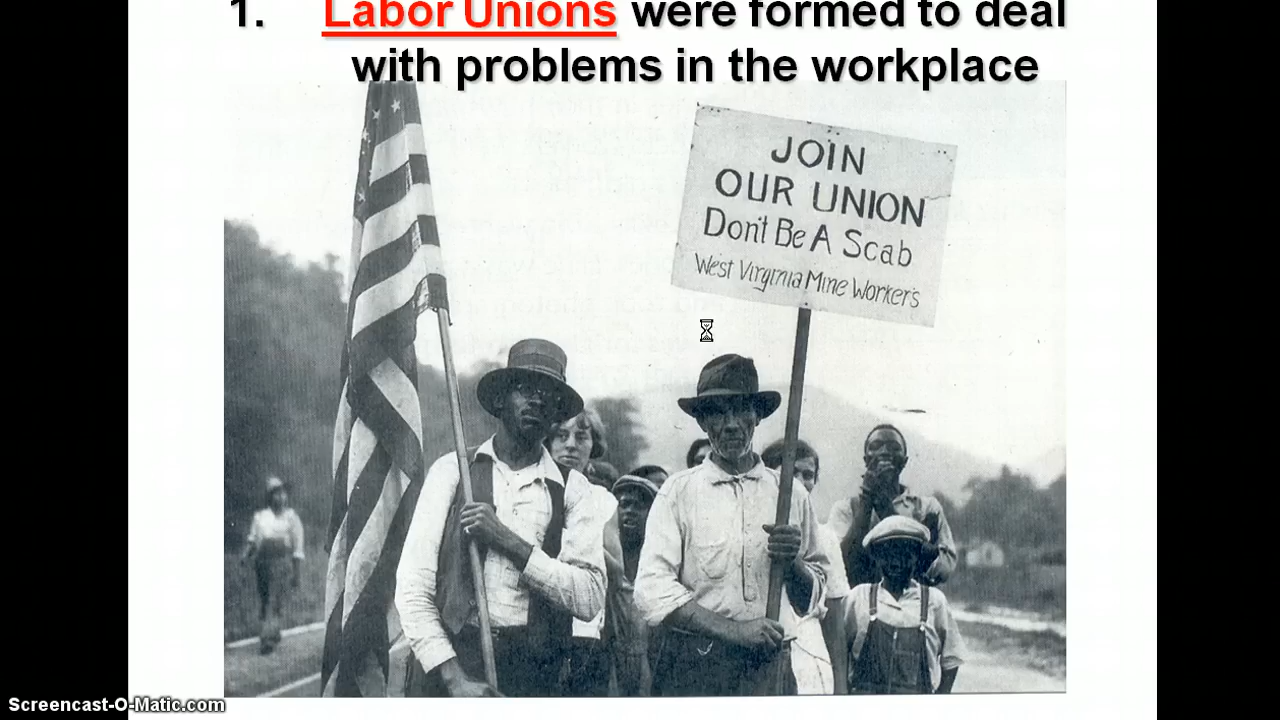 1. Labor Unions were formed to deal
with problems in the workplace
JOIN
OUR UNION
Don't Be A Scab
West Virginia Mine Workers
Screencast-O-Matic.com